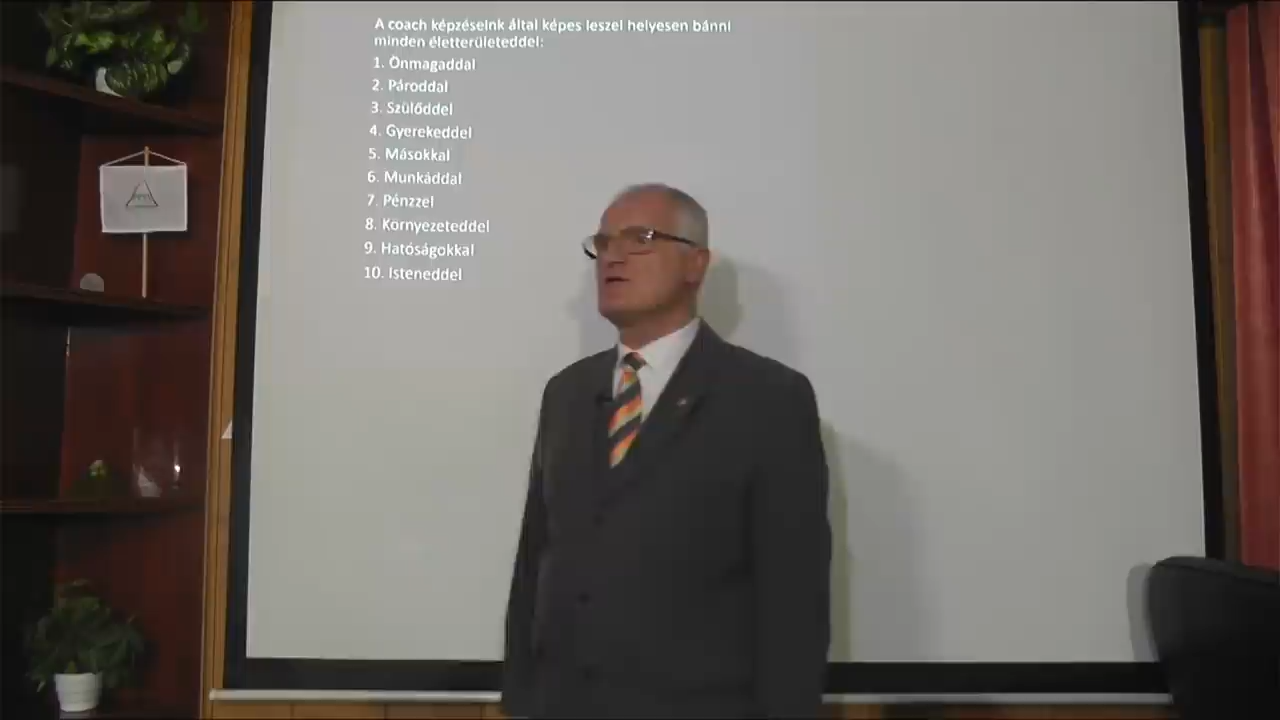 A coach képzéseink által képes leszel helyesen bánni
minden életterületeddel:
1. Önmagaddal
2. Pároddal
3. Szülőddel
4. Gyerekeddel
5. Másokkal
6. Munkáddal
7. Pénzzel
8. Környezeteddel
9. Hatóságokkal
10. Isteneddel